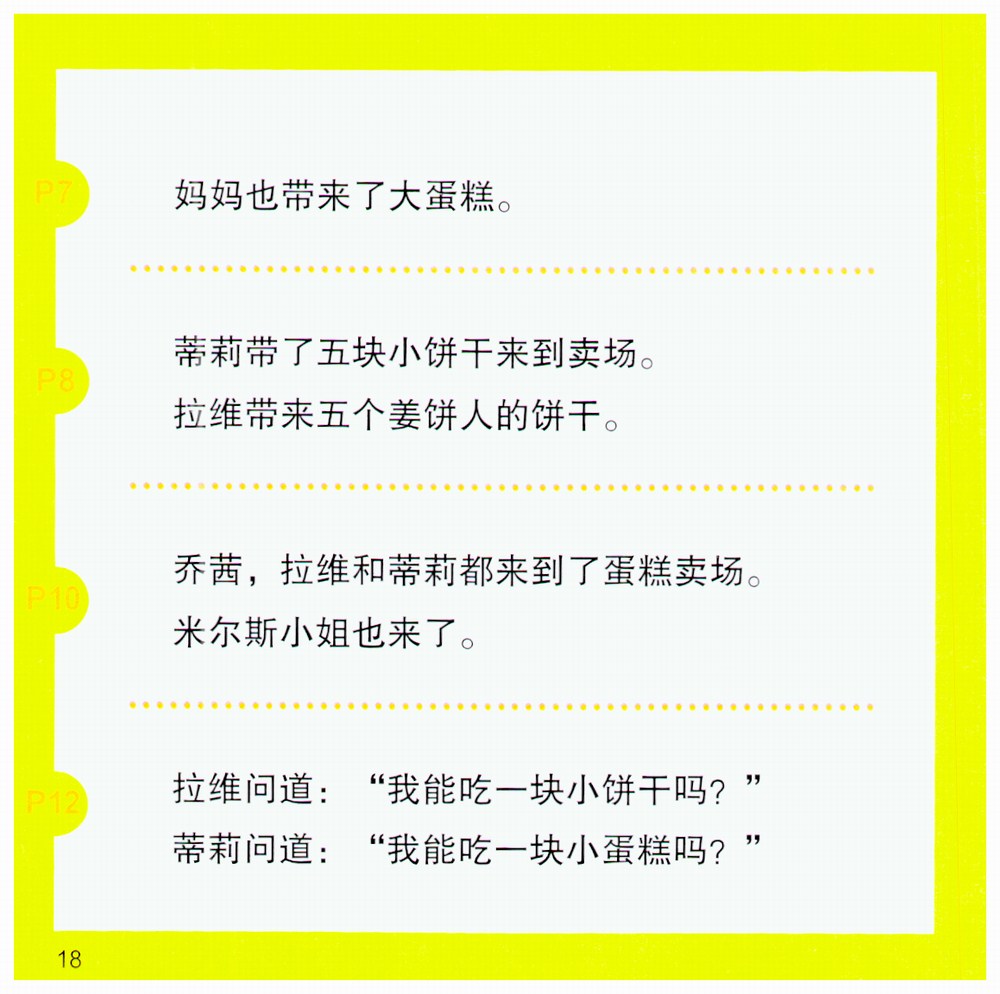 P7
妈妈也带来了大蛋糕。
P8
蒂莉带了五块小饼干来到卖场。
拉维带来五个姜饼人的饼干。
P10
乔茜，拉维和蒂莉都来到了蛋糕卖场。
米尔斯小姐也来了。
P12
拉维问道：“我能吃一块小饼干吗？”
蒂莉问道：“我能吃一块小蛋糕吗？”
18